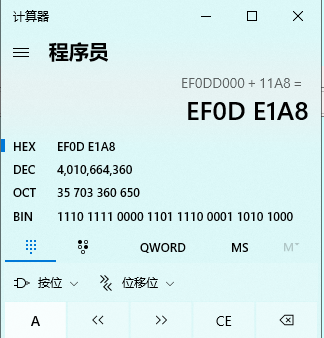 计算器
程序员
EF0DD000 + 11A8 =
EF0D E1A8
HEX EF0D E1A8
DEC 4,010,664,360
OCT 35 703 360 650
BIN 1110 1111 0000 1101 1110 0001 1010 1000
QWORD MS M
按位 位移位
A << >> CE